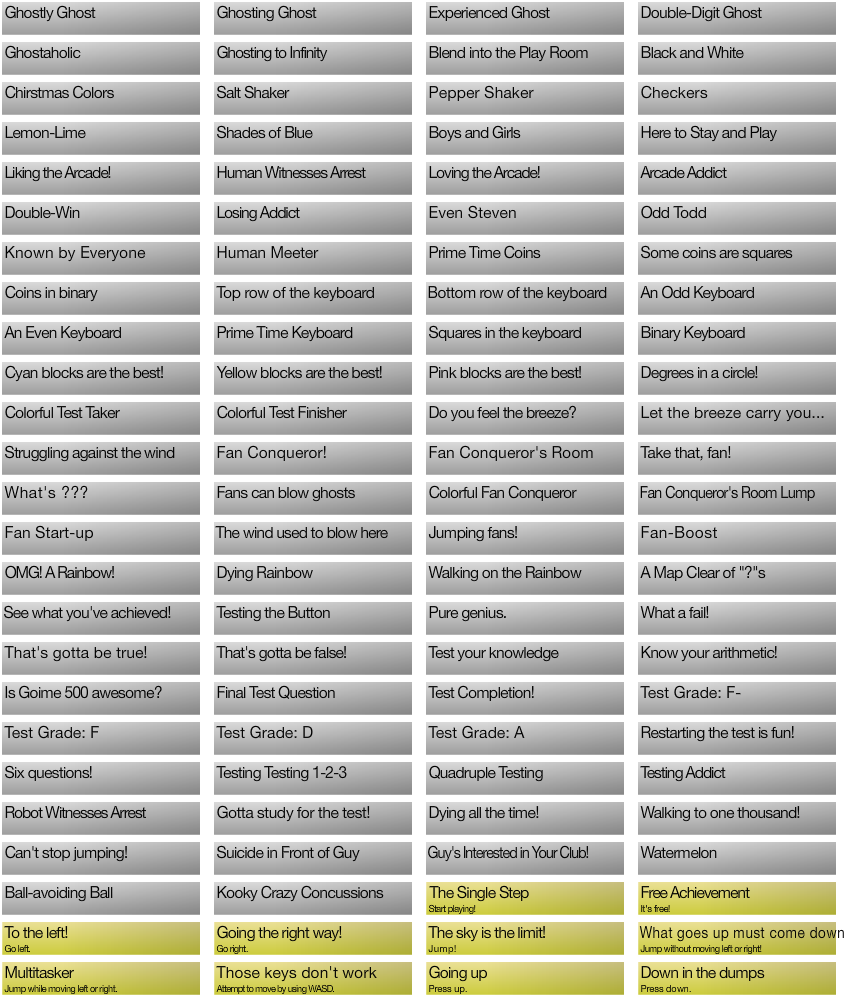 Ghostly Ghost
Ghosting Ghost
Experienced Ghost
Double-Digit Ghost
Ghostaholic
Ghosting to Infinity
Blend into the Play Room
Black and White
Chirstmas Colors
Salt Shaker
Pepper Shaker
Checkers
Lemon-Lime
Shades of Blue
Boys and Girls
Here to Stay and Play
Liking the Arcade!
Human Witnesses Arrest
Loving the Arcade!
Arcade Addict
Double-Win
Losing Addict
Even Steven
Odd Todd
Known by Everyone
Human Meeter
Prime Time Coins
Some coins are squares
Coins in binary
Top row of the keyboard
Bottom row of the keyboard
An Odd Keyboard
An Even Keyboard
Prime Time Keyboard
Squares in the keyboard
Binary Keyboard
Cyan blocks are the best!
Yellow blocks are the best!
Pink blocks are the best!
Degrees in a circle!
Colorful Test Taker
Colorful Test Finisher
Do you feel the breeze?
Let the breeze carry you...
Struggling against the wind
Fan Conqueror!
Fan Conqueror's Room
Take that, fan!
What's ???
Fans can blow ghosts
Colorful Fan Conqueror
Fan Conqueror's Room Lump
Fan Start-up
The wind used to blow here
Jumping fans!
Fan-Boost
OMG! A Rainbow!
Dying Rainbow
Walking on the Rainbow
A Map Clear of "?"s
See what you've achieved!
Testing the Button
Pure genius.
What a fail!
That's gotta be true!
That's gotta be false!
Test your knowledge
Know your arithmetic!
Is Goime 500 awesome?
Final Test Question
Test Completion!
Test Grade: F-
Test Grade: F
Test Grade: D
Test Grade: A
Restarting the test is fun!
Six questions!
Testing Testing 1-2-3
Quadruple Testing
Testing Addict
Robot Witnesses Arrest
Gotta study for the test!
Dying all the time!
Walking to one thousand!
Can't stop jumping!
Suicide in Front of Guy
Guy's Interested in Your Club!
Watermelon
Ball-avoiding Ball
Kooky Crazy Concussions
The Single Step
Start playing!
Free Achievement
It's free!
To the left!
Go left.
Going the right way!
Go right.
The sky is the limit!
Jump!
What goes up must come down
Jump without moving left or right!
Multitasker
Jump while moving left or right.
Those keys don't work
Attempt to move by using WASD.
Going up
Press up.
Down in the dumps
Press down.